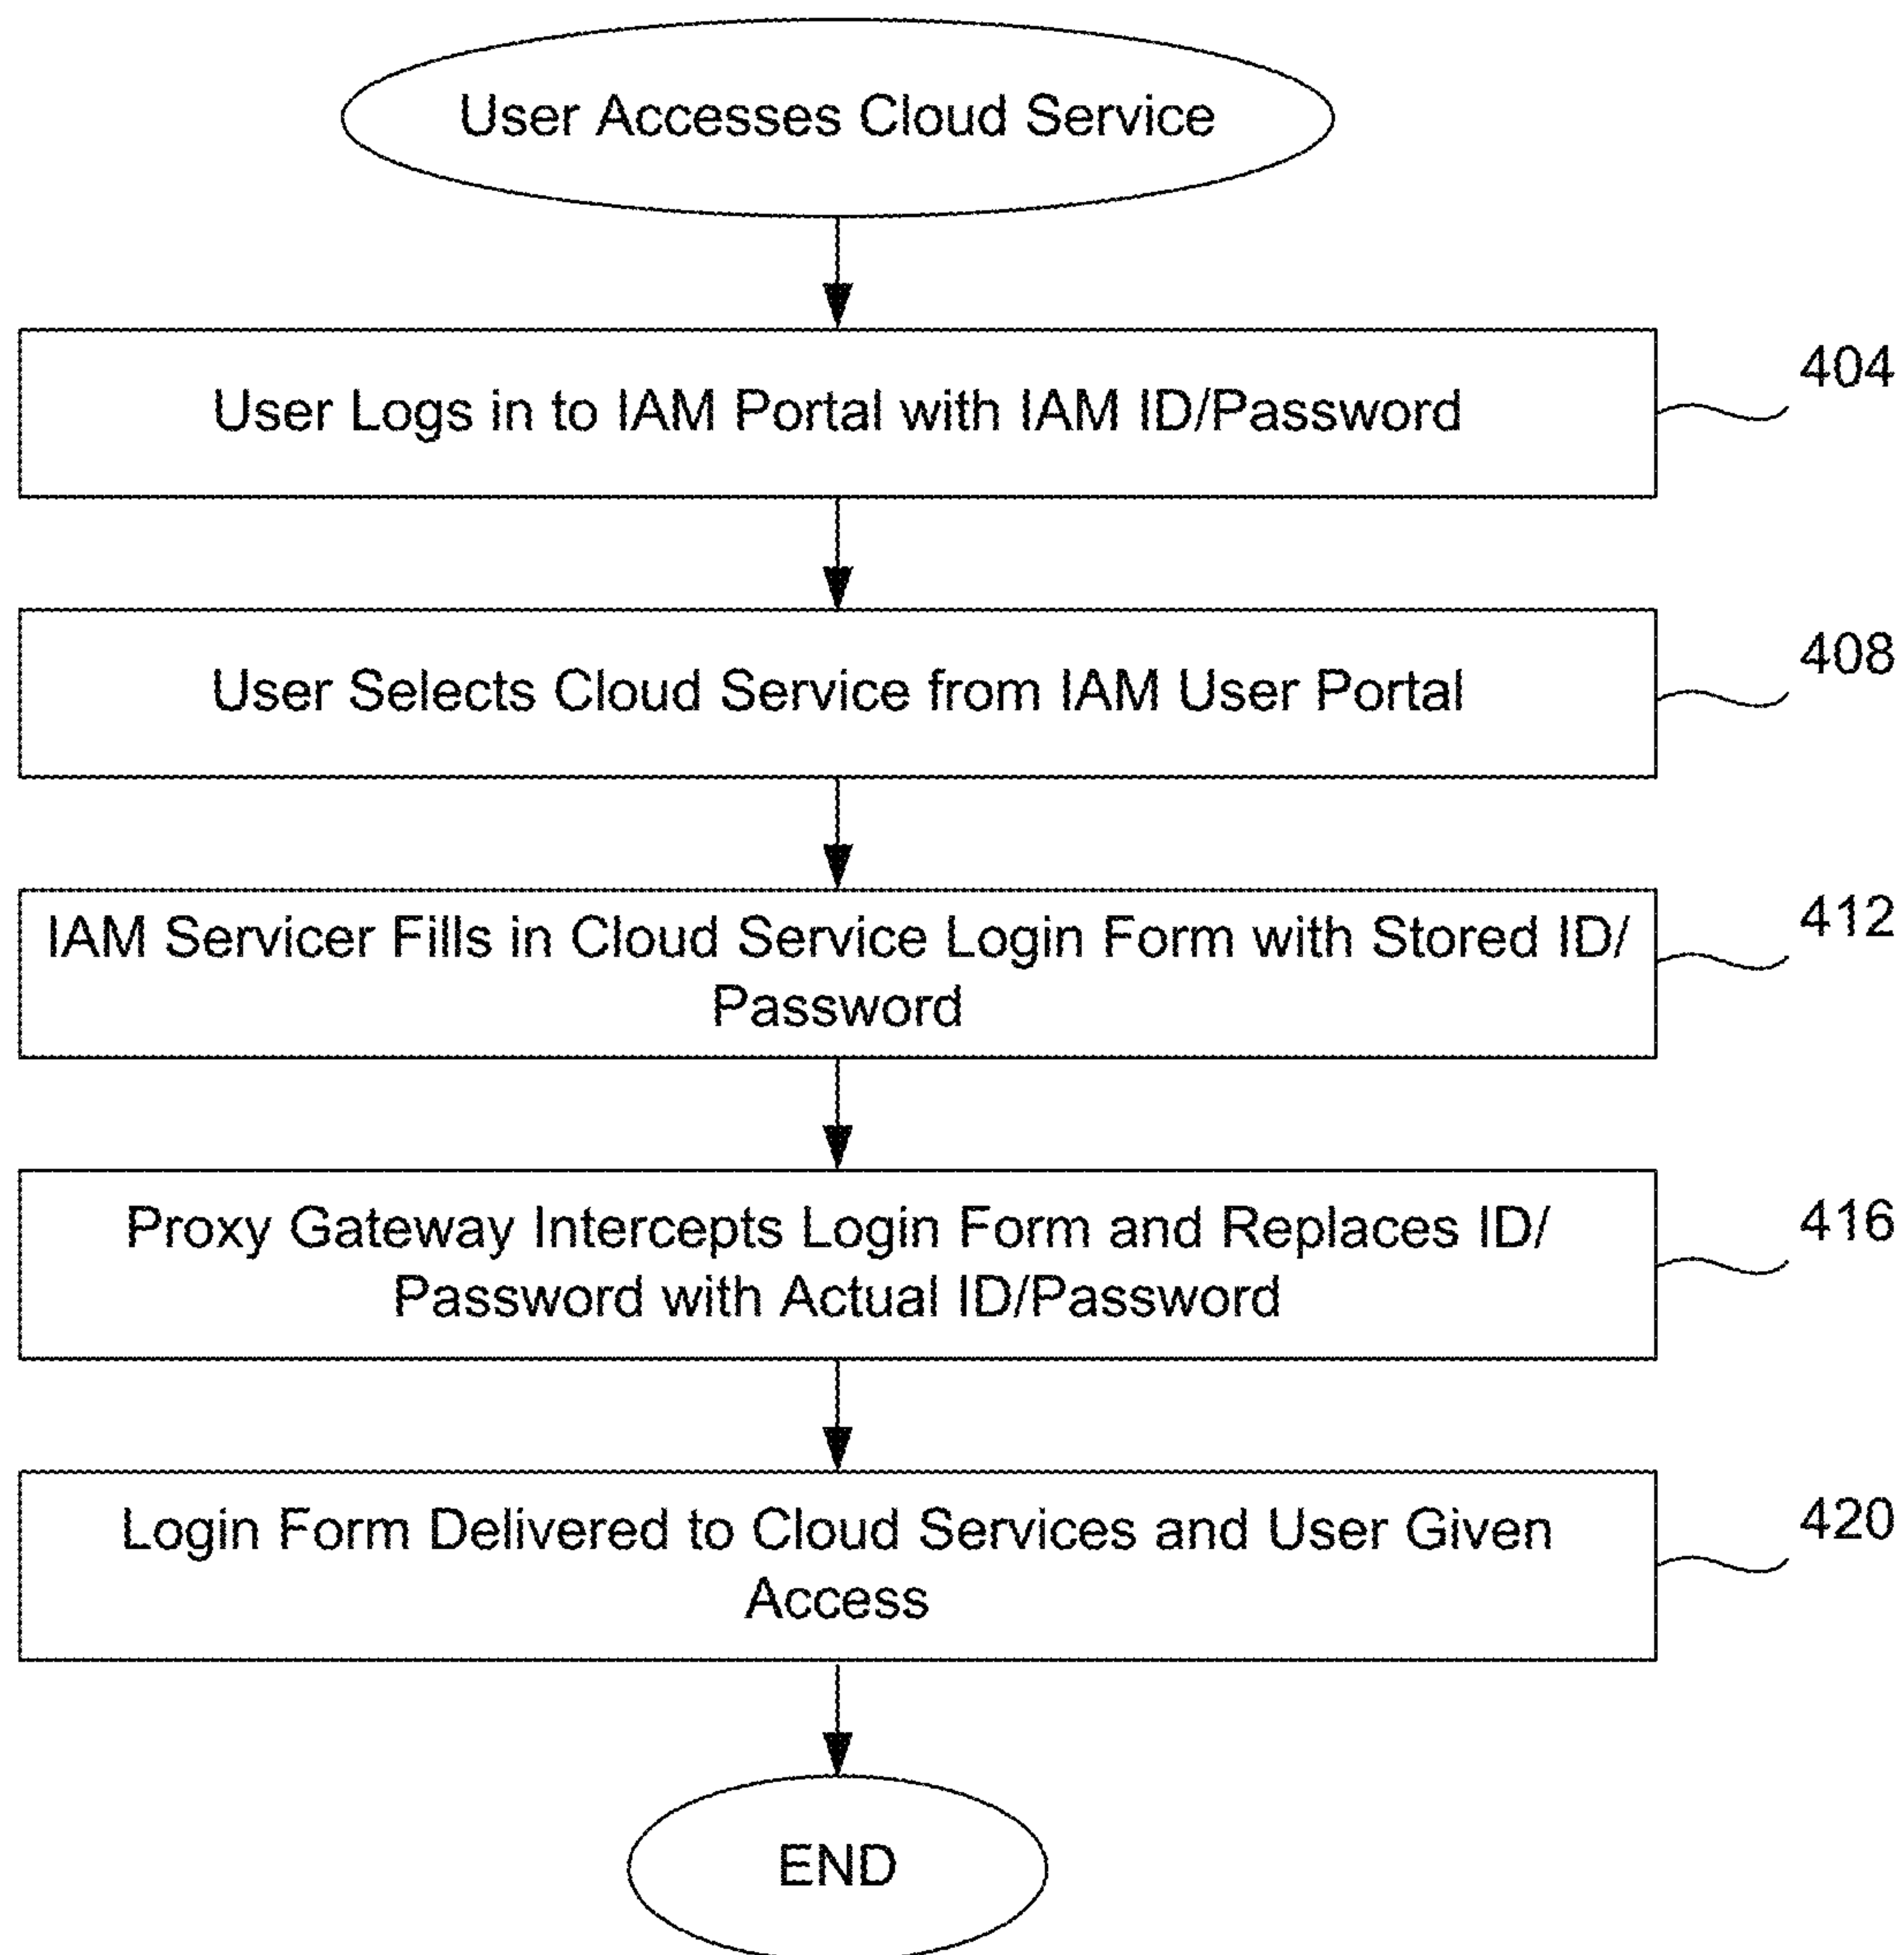 User Accesses Cloud Service
User Logs in to IAM Portal with IAM ID/Password
404
User Selects Cloud Service from IAM User Portal
408
IAM Servicer Fills in Cloud Service Login Form with Stored ID/
Password
412
Proxy Gateway Intercepts Login Form and Replaces ID/
Password with Actual ID/Password
416
Login Form Delivered to Cloud Services and User Given
Access
420
END